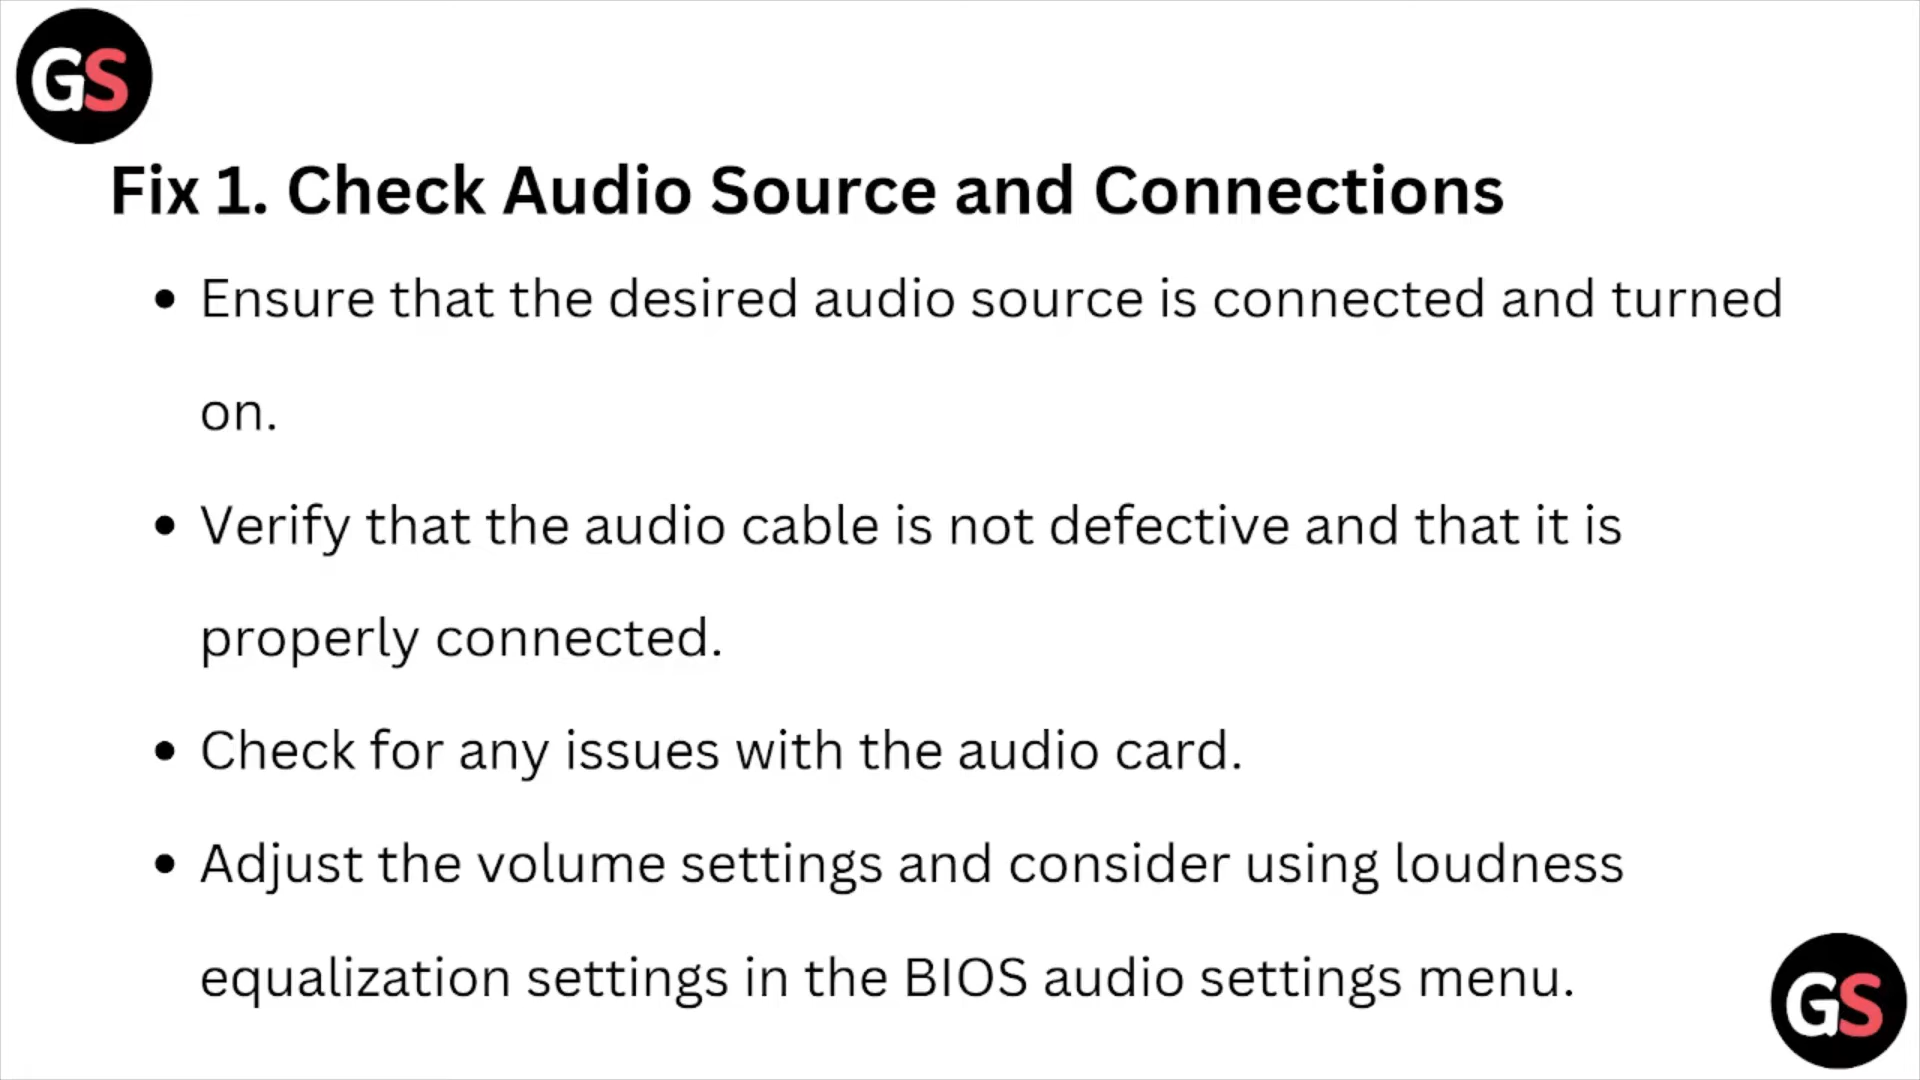 GS
Fix 1. Check Audio Source and Connections
• Ensure that the desired audio source is connected and turned
on.
• Verify that the audio cable is not defective and that it is
properly connected.
• Check for any issues with the audio card.
• Adjust the volume settings and consider using loudness
equalization settings in the BIOS audio settings menu.
GS